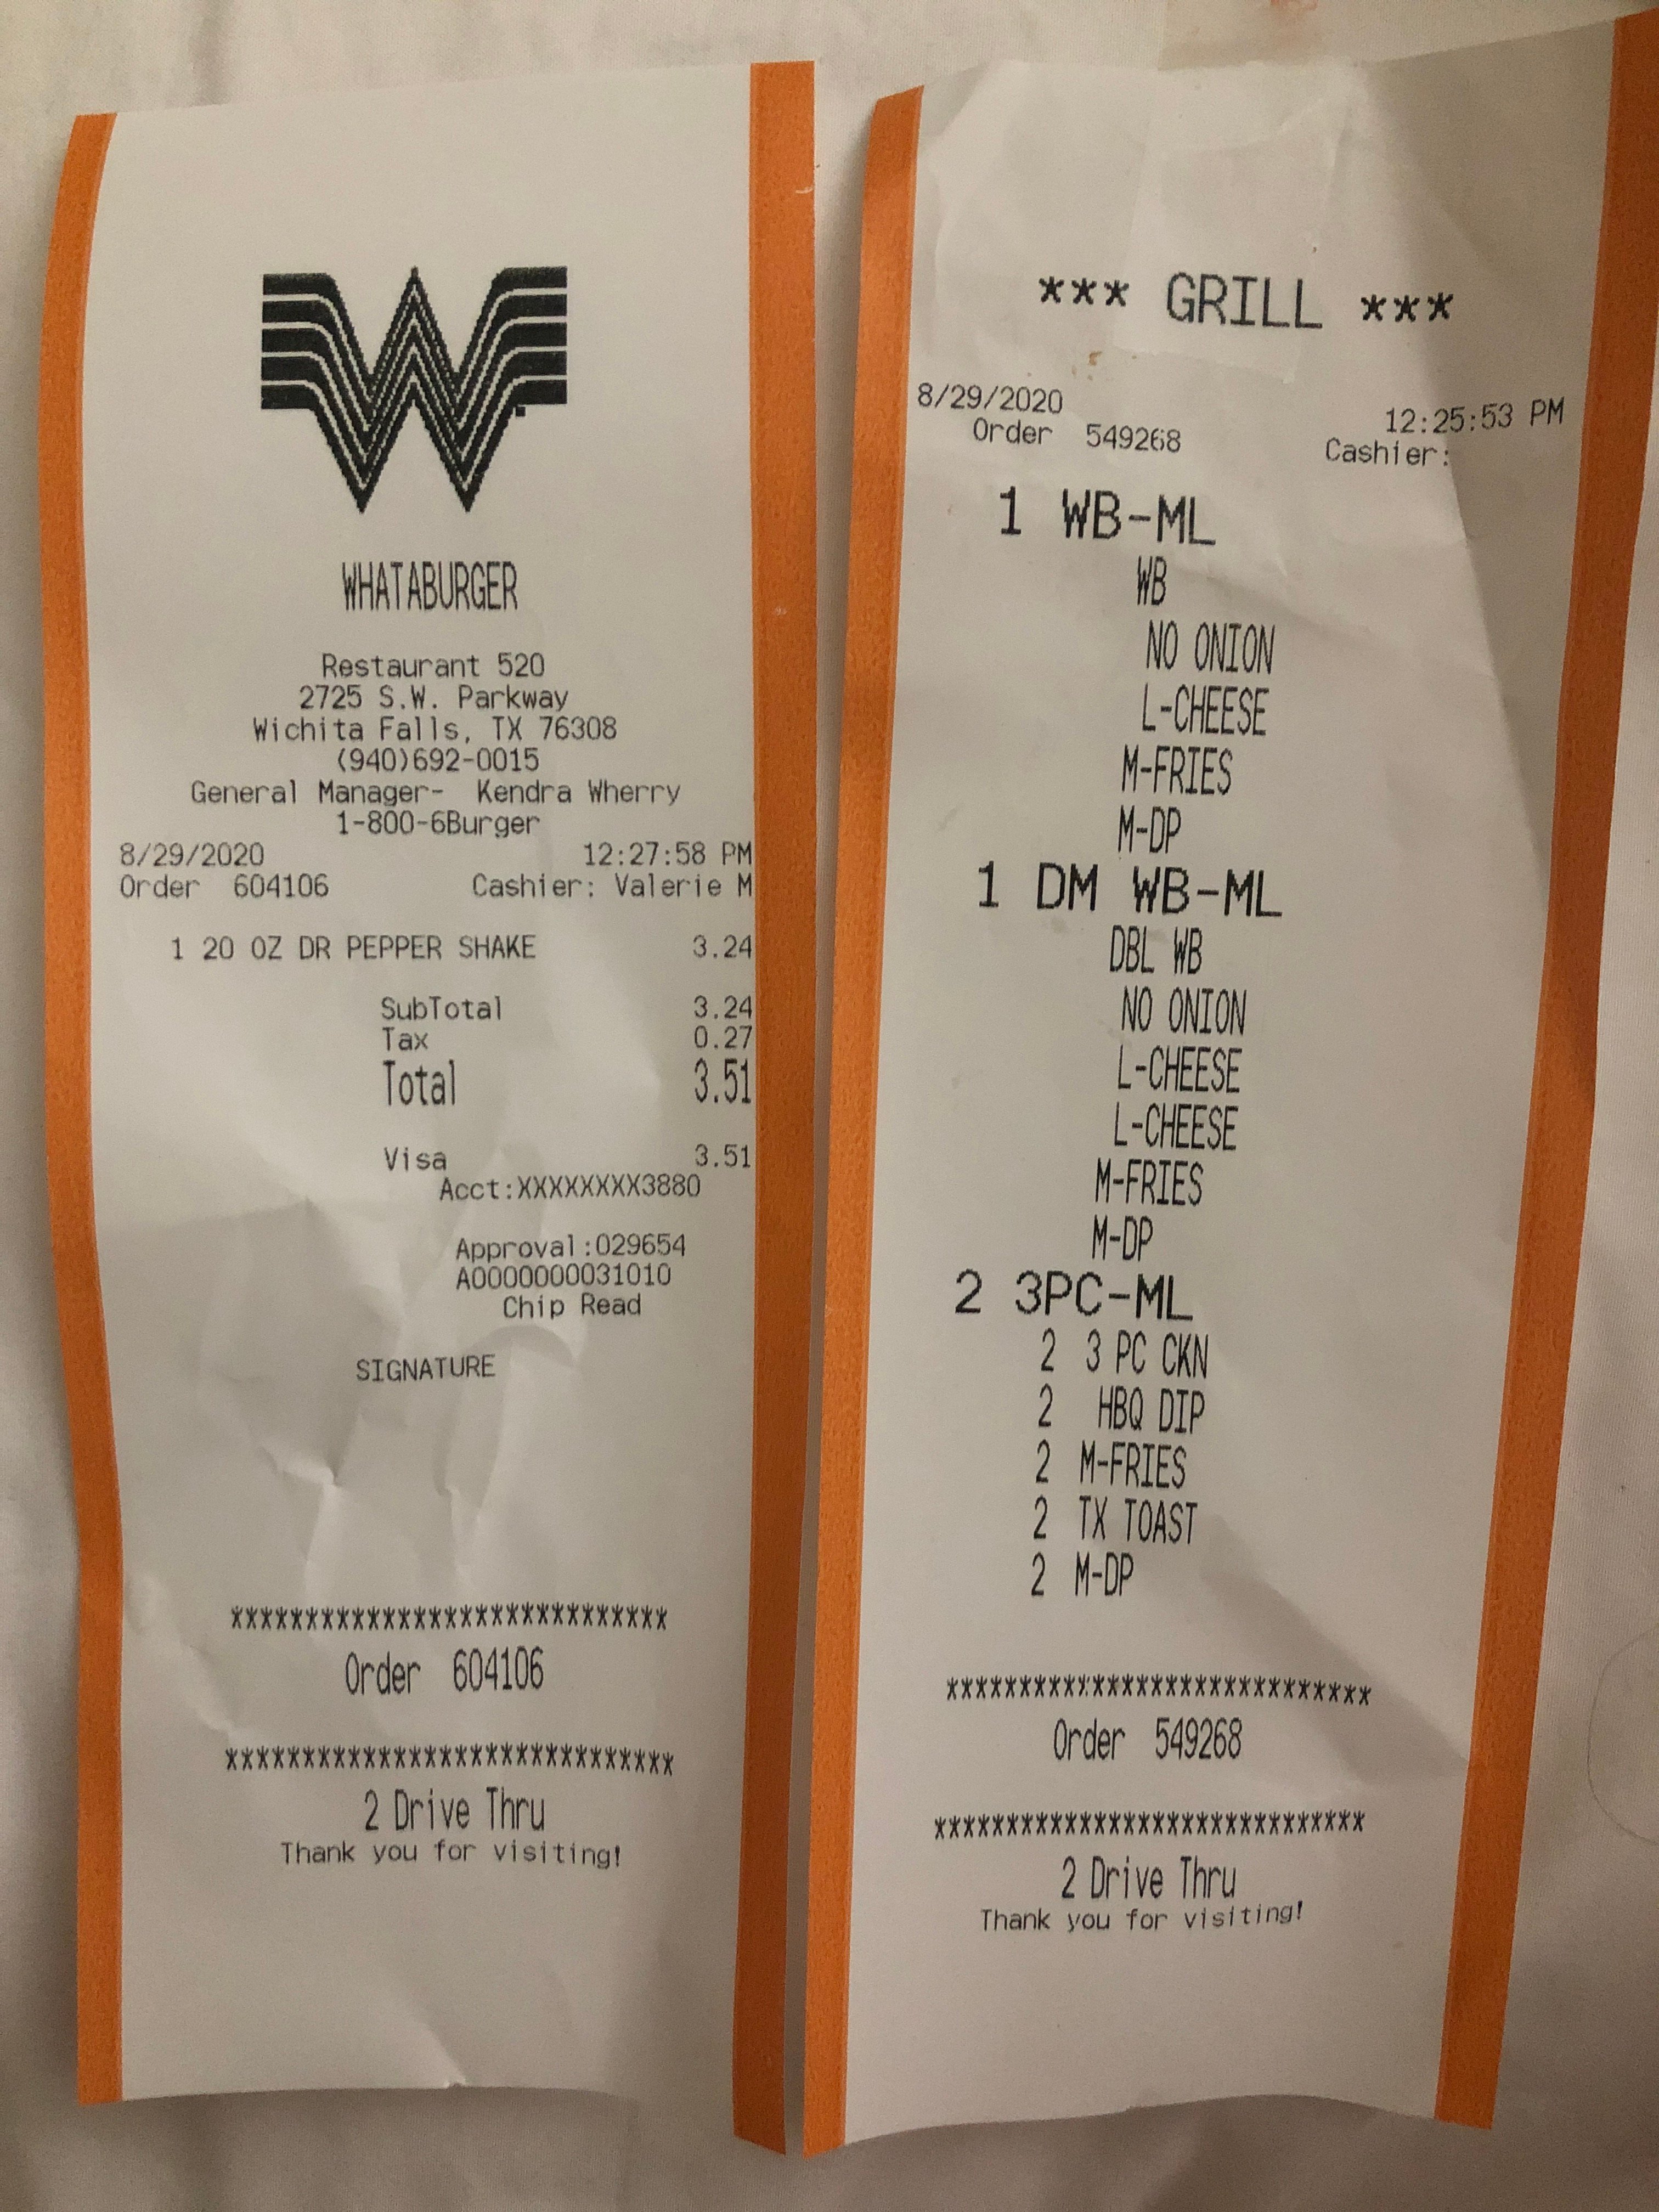 W
WHATABURGER
Restaurant 520
2725 S.W. Parkway
Wichita Falls, TX 76308
(940)692-0015
General Manager- Kendra Wherry
1-800-6Burger
8/29/2020 12:27:58 PM
Order 604106 Cashier: Valerie M
1 20 OZ DR PEPPER SHAKE 3.24
SubTotal 3.24
Tax 0.27
Total 3.51
Visa 3.51
Acct:XXXXXXXX3880
Approval:029654
A0000000031010
Chip Read
SIGNATURE
****************************
Order 604106
****************************
2 Drive Thru
Thank you for visiting!
*** GRILL ***
8/29/2020 12:25:53 PM
Order 549268 Cashier:
1 WB-ML
WB
NO ONION
L-CHEESE
M-FRIES
M-DP
1 DM WB-ML
DBL WB
NO ONION
L-CHEESE
L-CHEESE
M-FRIES
M-DP
2 3PC-ML
2 3 PC CKN
2 HBQ DIP
2 M-FRIES
2 TX TOAST
2 M-DP
****************************
Order 549268
****************************
2 Drive Thru
Thank you for visiting!